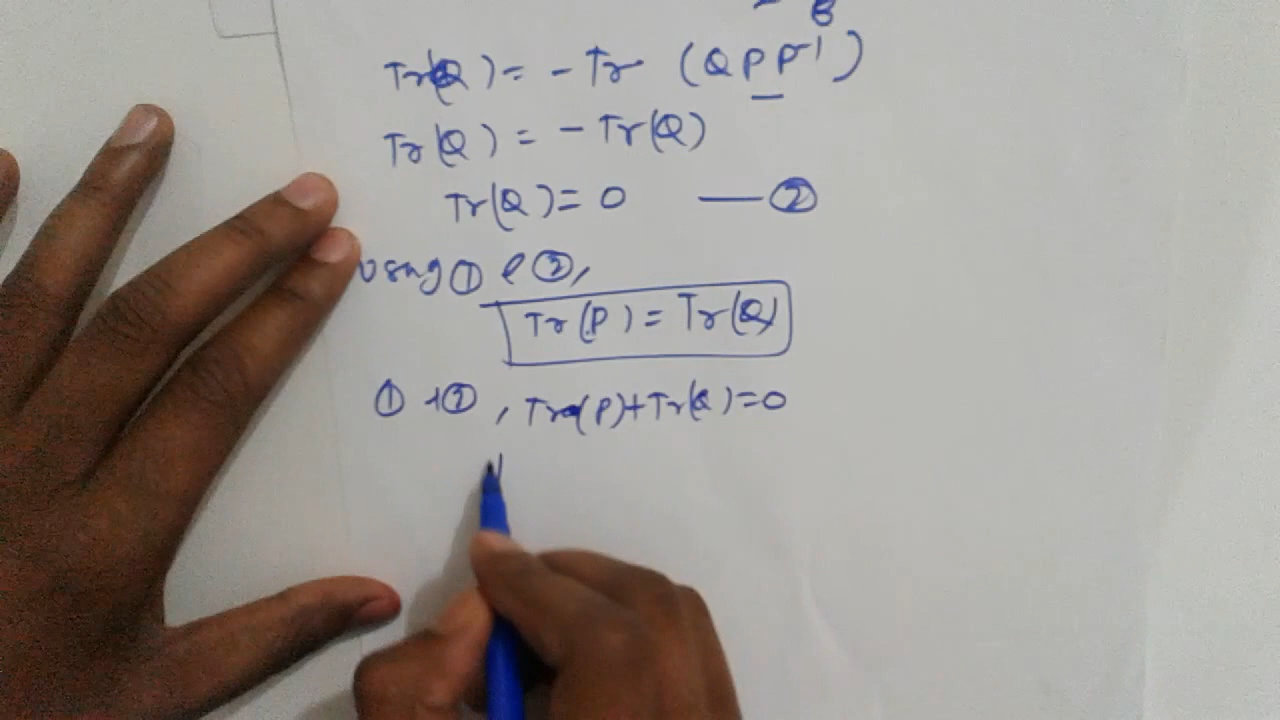 Tr(Q) = - Tr (QPP⁻¹)
Tr(Q) = - Tr(Q)
Tr(Q) = 0 — ②
using ① & ②,
Tr(P) = Tr(Q)
① + ②, Tr(P)+Tr(Q)=0